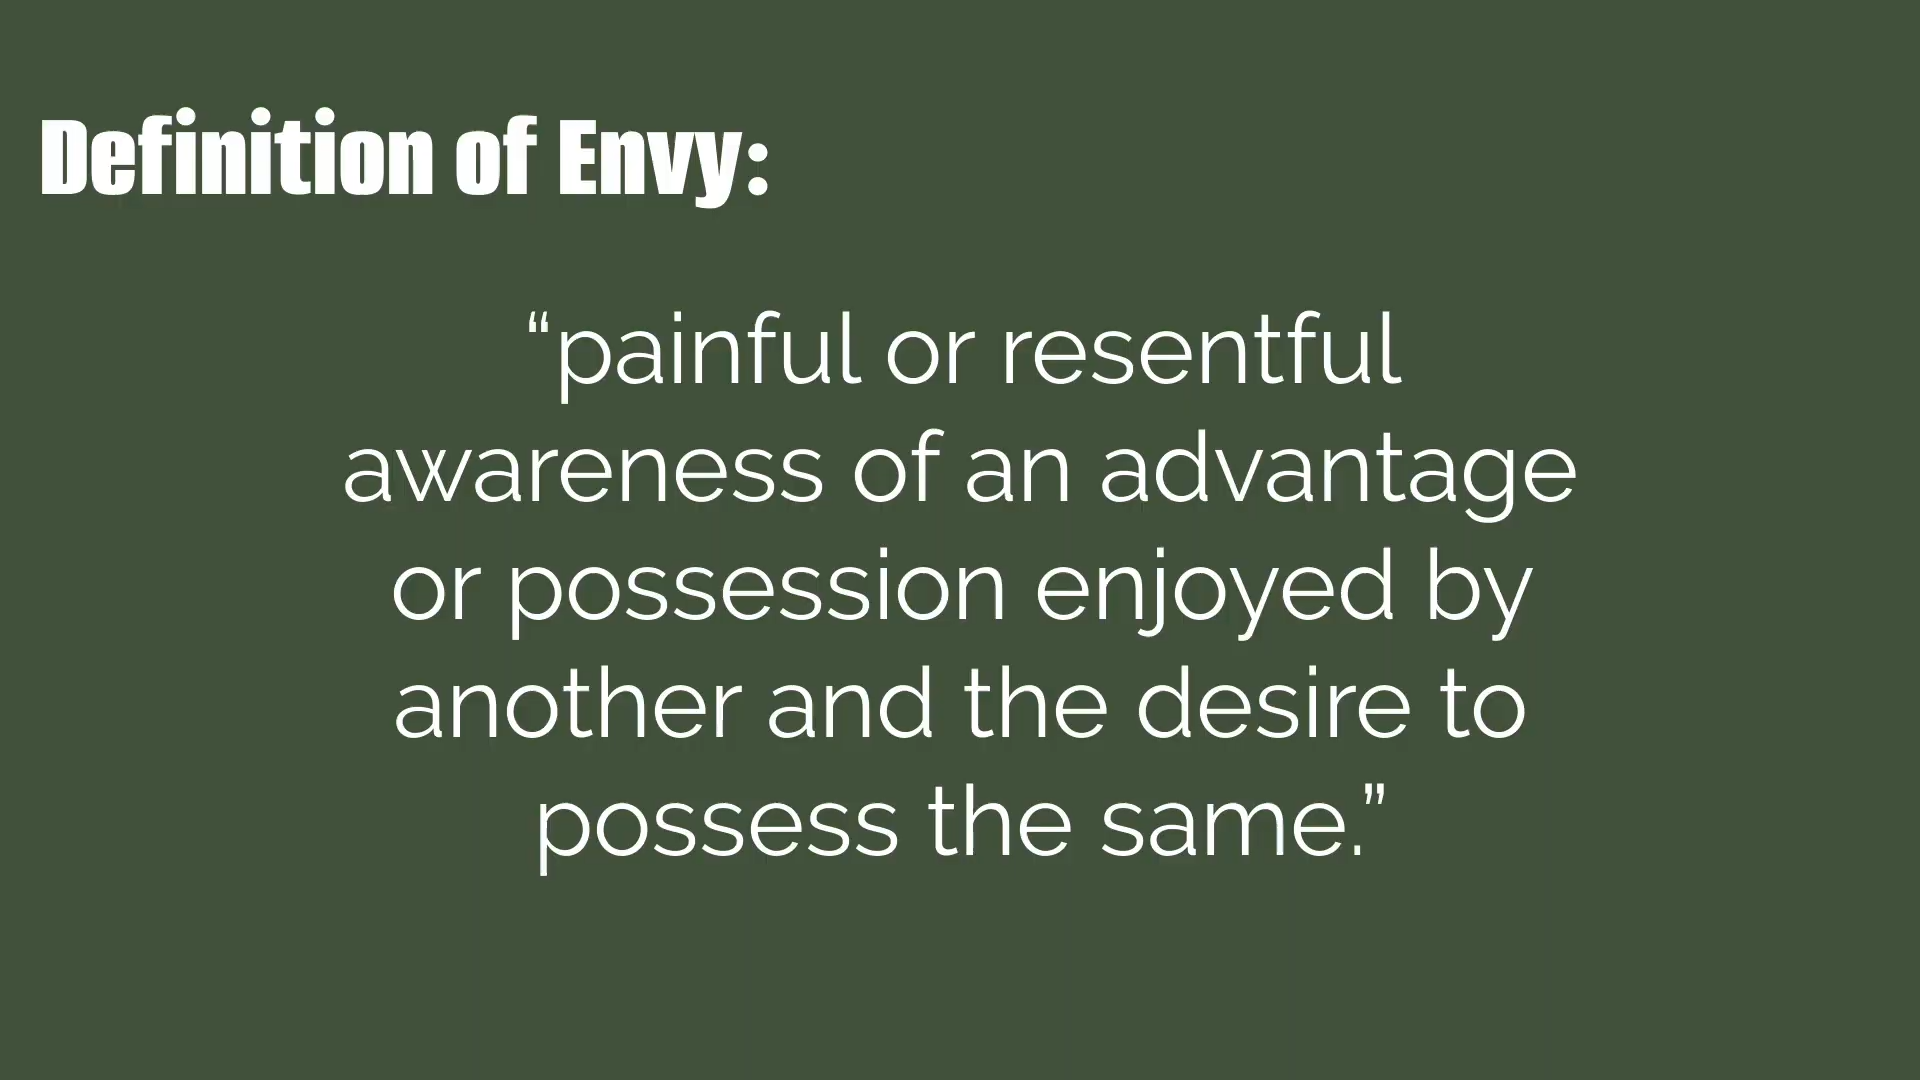 Definition of Envy:
“painful or resentful
awareness of an advantage
or possession enjoyed by
another and the desire to
possess the same.”